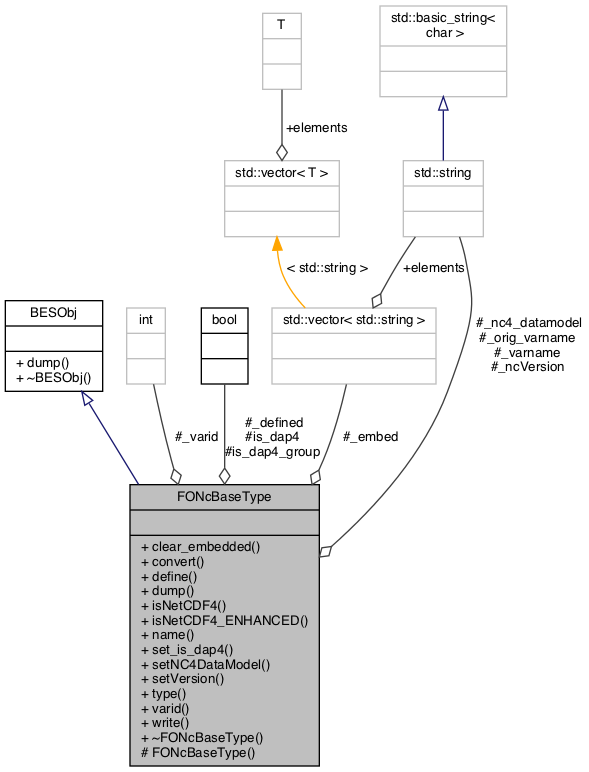 T
std::basic_string<
char >
+elements
std::vector< T >
std::string
< std::string >
+elements
BESObj
+ dump()
+ ~BESObj()
int
bool
std::vector< std::string >
#_nc4_datamodel
#_orig_varname
#_varname
#_ncVersion
#_varid
#_defined
#is_dap4
#is_dap4_group
#_embed
FONcBaseType
+ clear_embedded()
+ convert()
+ define()
+ dump()
+ isNetCDF4()
+ isNetCDF4_ENHANCED()
+ name()
+ set_is_dap4()
+ setNC4DataModel()
+ setVersion()
+ type()
+ varid()
+ write()
+ ~FONcBaseType()
# FONcBaseType()